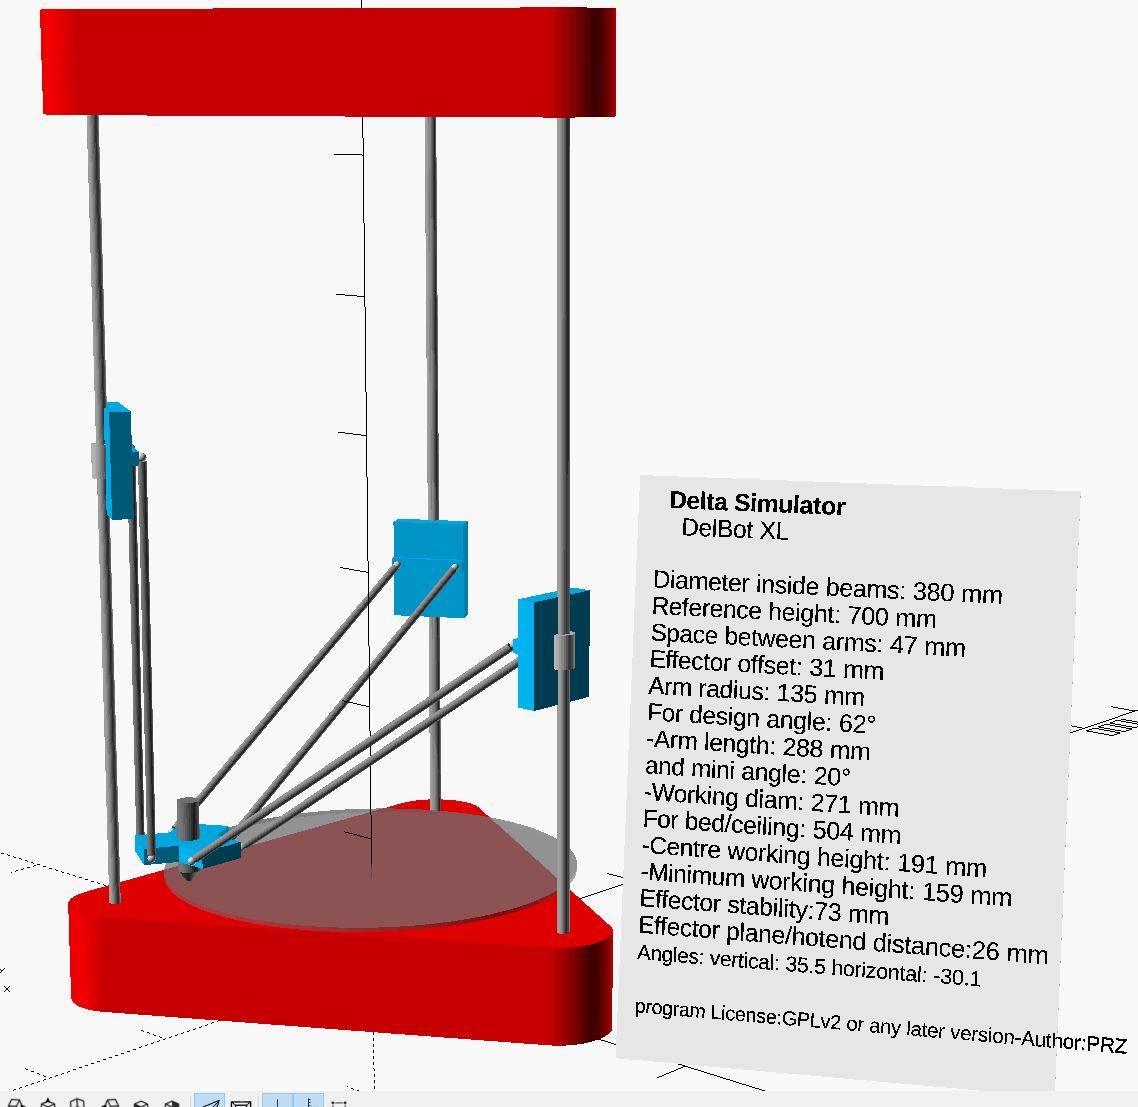 Delta Simulator
DelBot XL
Diameter inside beams: 380 mm
Reference height: 700 mm
Space between arms: 47 mm
Effector offset: 31 mm
Arm radius: 135 mm
For design angle: 62°
-Arm length: 288 mm
and mini angle: 20°
-Working diam: 271 mm
For bed/ceiling: 504 mm
-Centre working height: 191 mm
-Minimum working height: 159 mm
Effector stability:73 mm
Effector plane/hotend distance:26 mm
Angles: vertical: 35.5 horizontal: -30.1
program License:GPLv2 or any later version-Author:PRZ